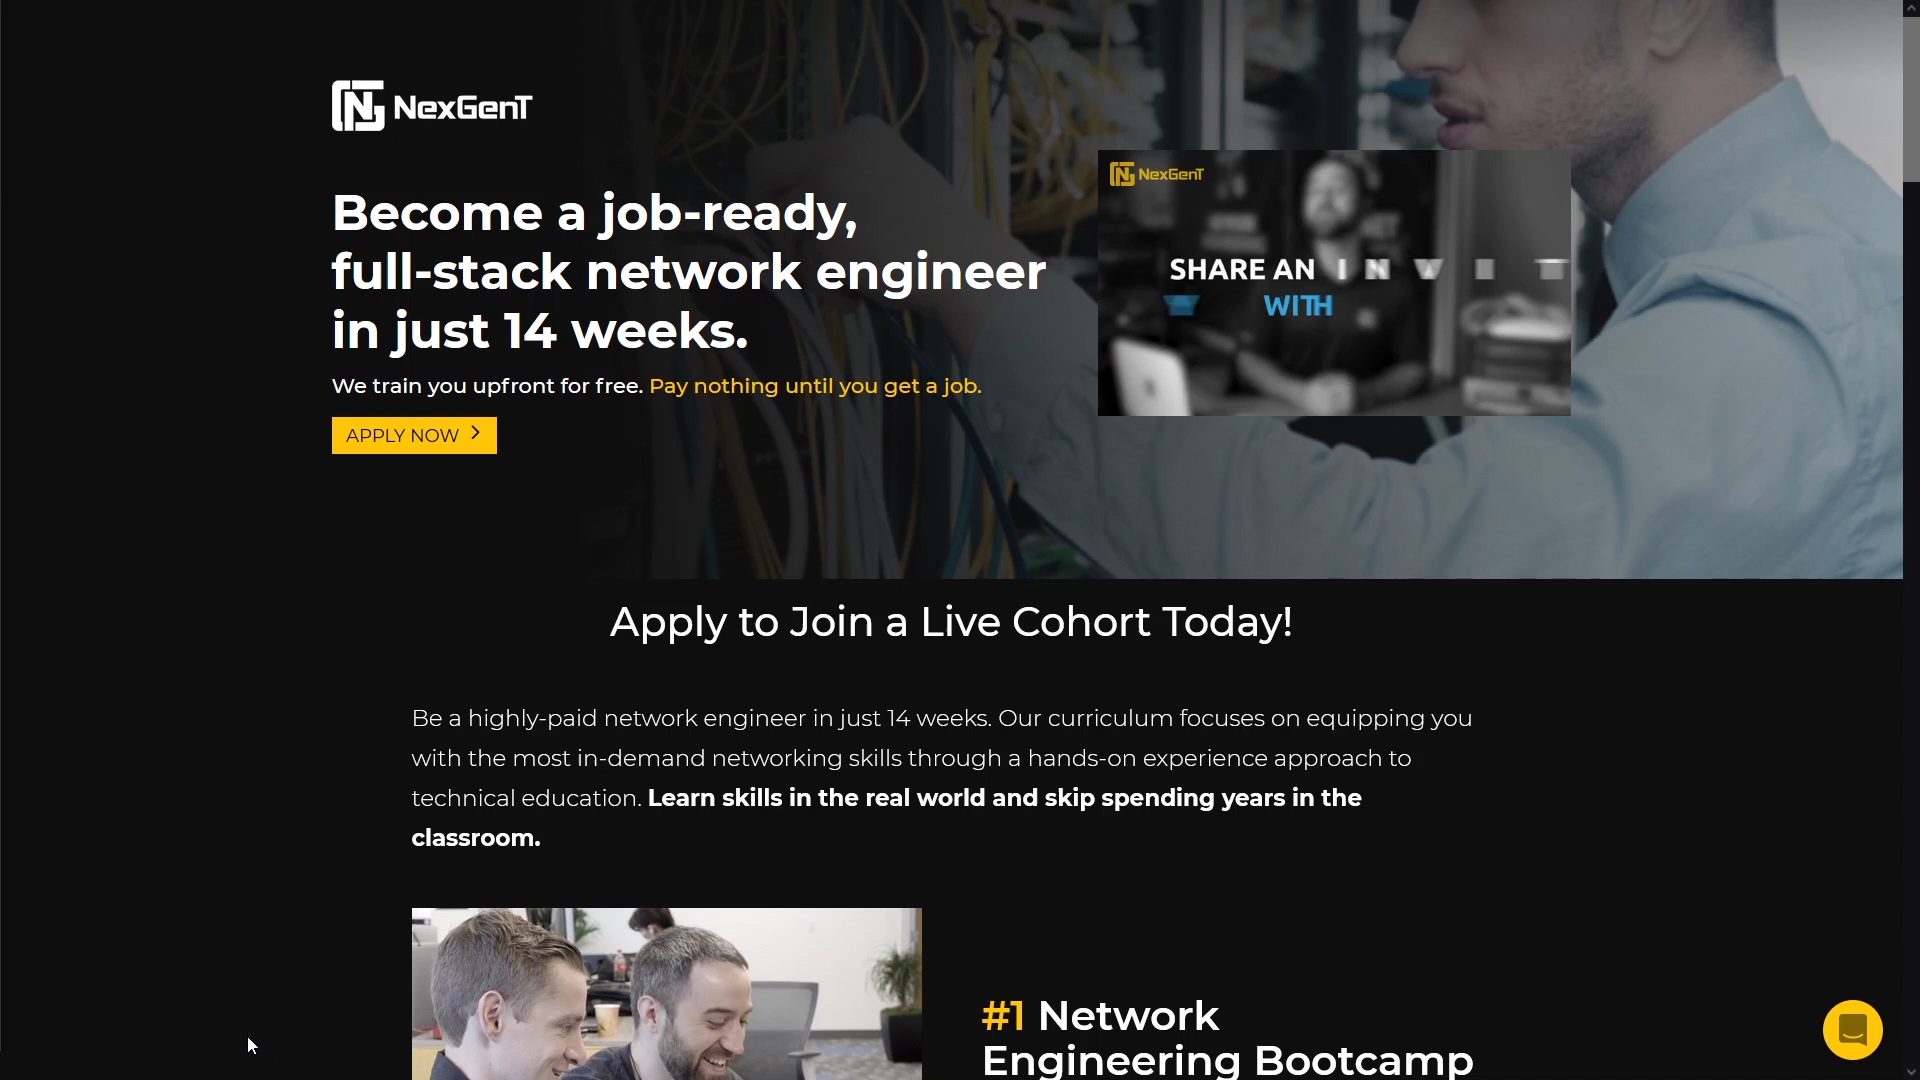 NexGenT
Become a job-ready,
full-stack network engineer
in just 14 weeks.
We train you upfront for free. Pay nothing until you get a job.
APPLY NOW
NexGenT
SHARE AN I N V I T
WITH
Apply to Join a Live Cohort Today!
Be a highly-paid network engineer in just 14 weeks. Our curriculum focuses on equipping you
with the most in-demand networking skills through a hands-on experience approach to
technical education. Learn skills in the real world and skip spending years in the
classroom.
#1 Network
Engineering Bootcamp